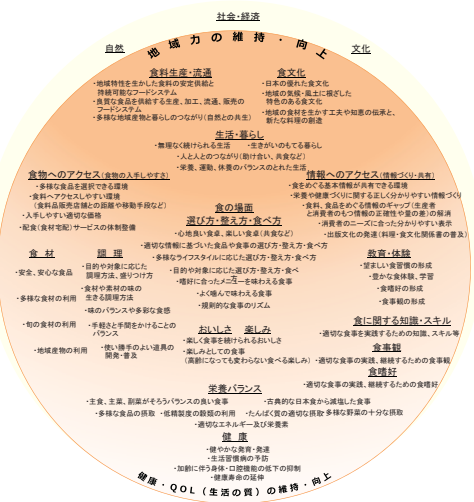 社会・経済
自然
文化
地域力の維持・向上
食料生産・流通
・地域特性を生かした食料の安定供給と
持続可能なフードシステム
・良質な食品を供給する生産、加工、流通、販売の
フードシステム
・多様な地域産物と暮らしのつながり(自然との共生)
食文化
・日本の優れた食文化
・地域の気候・風土に根ざした
特色のある食文化
・地域の食材を生かす工夫や知恵の伝承と、
新たな料理の創造
生活・暮らし
・無理なく続けられる生活 ・生きがいのもてる暮らし
・人と人とのつながり(助け合い、共食など)
・栄養、運動、休養のバランスのとれた生活
食物へのアクセス(食物の入手しやすさ)
・多様な食品を選択できる環境
・食料へアクセスしやすい環境
(食料品販売店舗との距離や移動手段など)
・入手しやすい適切な価格
・配食(食材宅配)サービスの体制整備
情報へのアクセス(情報づくり・共有)
・食をめぐる基本情報が共有できる環境
・栄養や健康づくりに関する正しく分かりやすい情報づくり
・食料、食品をめぐる情報のギャップ(生産者
と消費者のもつ情報の正確性や量の差)の解消
・消費者のニーズに合った分かりやすい表示
・出版文化の発達(料理・食文化関係書の普及)
食の場面
選び方・整え方・食べ方
・心地良い食卓、楽しい食卓(共食など)
・適切な情報に基づいた食品や食事の選び方・整え方・食べ方
・多様なライフスタイルに応じた選び方・整え方・食べ方
・目的や対象に応じた選び方・整え方・食べ方
・嗜好に合ったメニューを味わえる食事
・よく噛んで味わえる食事
・規則的な食事のリズム
食 材
・安全、安心な食品
・多様な食材の利用
・旬の食材の利用
・地域産物の利用
調 理
・目的や対象に応じた
調理方法、盛りつけ方
・食材や素材の味の
生きる調理方法
・味のバランスや多彩な食感
・手軽さと手間をかけることの
バランス
・使い勝手のよい道具の
開発・普及
教育・体験
・望ましい食習慣の形成
・豊かな食体験、学習
・食嗜好の形成
・食事観の形成
食に関する知識・スキル
・適切な食事を実践するための知識、スキル等
食事観
・適切な食事の実践、継続するための食事観
食嗜好
・適切な食事の実践、継続するための食嗜好
おいしさ 楽しみ
・楽しく食事を続けられるおいしさ
・楽しみとしての食事
(高齢になっても変わらない食べる楽しみ)
栄養バランス
・主食、主菜、副菜がそろうバランスの良い食事 ・古典的な日本食から減塩した食事
・多様な食品の摂取 ・低精製度の穀類の利用 ・たんぱく質の適切摂取 ・多様な野菜の十分な摂取
・適切なエネルギー及び栄養素
健 康
・健やかな発育・発達
・生活習慣病の予防
・加齢に伴う身体・口腔機能の低下の抑制
・健康寿命の延伸
健康・QOL(生活の質)の維持・向上